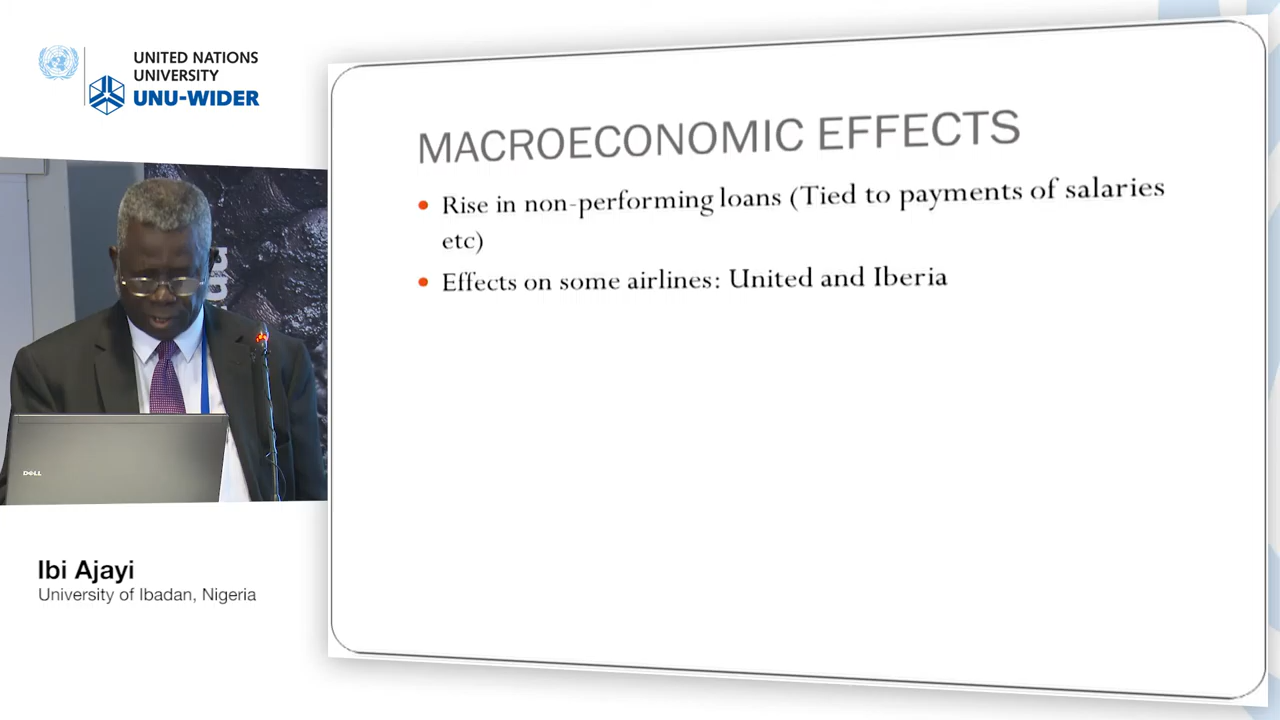 UNITED NATIONS
UNIVERSITY
UNU-WIDER
MACROECONOMIC EFFECTS
• Rise in non-performing loans (Tied to payments of salaries
etc)
• Effects on some airlines: United and Iberia
DELL
Ibi Ajayi
University of Ibadan, Nigeria